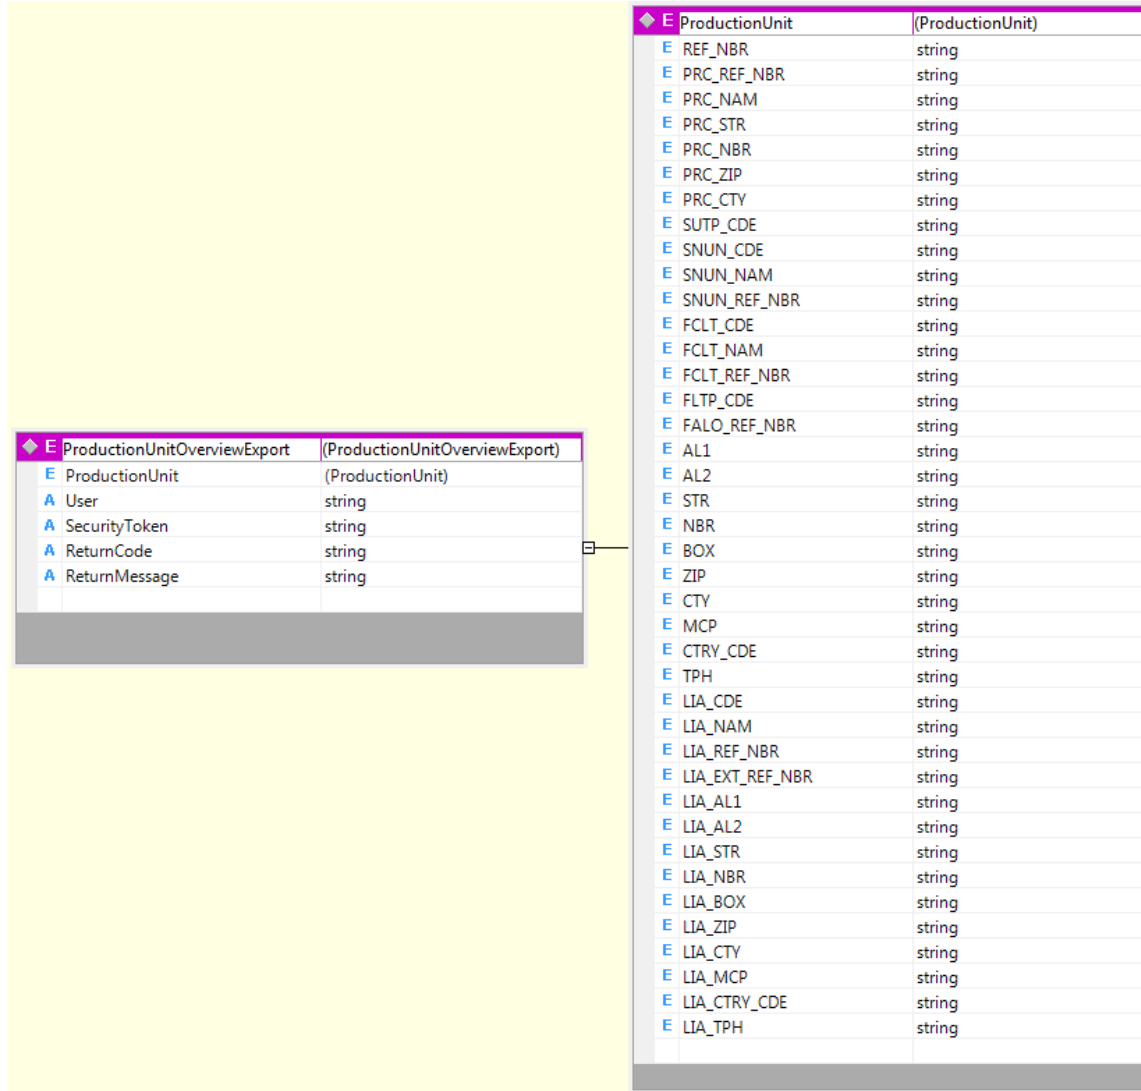 E ProductionUnitOverviewExport (ProductionUnitOverviewExport)
E ProductionUnit (ProductionUnit)
A User string
A SecurityToken string
A ReturnCode string
A ReturnMessage string
E ProductionUnit (ProductionUnit)
E REF_NBR string
E PRC_REF_NBR string
E PRC_NAM string
E PRC_STR string
E PRC_NBR string
E PRC_ZIP string
E PRC_CTY string
E SUTP_CDE string
E SNUN_CDE string
E SNUN_NAM string
E SNUN_REF_NBR string
E FCLT_CDE string
E FCLT_NAM string
E FCLT_REF_NBR string
E FLTP_CDE string
E FALO_REF_NBR string
E AL1 string
E AL2 string
E STR string
E NBR string
E BOX string
E ZIP string
E CTY string
E MCP string
E CTRY_CDE string
E TPH string
E LIA_CDE string
E LIA_NAM string
E LIA_REF_NBR string
E LIA_EXT_REF_NBR string
E LIA_AL1 string
E LIA_AL2 string
E LIA_STR string
E LIA_NBR string
E LIA_BOX string
E LIA_ZIP string
E LIA_CTY string
E LIA_MCP string
E LIA_CTRY_CDE string
E LIA_TPH string